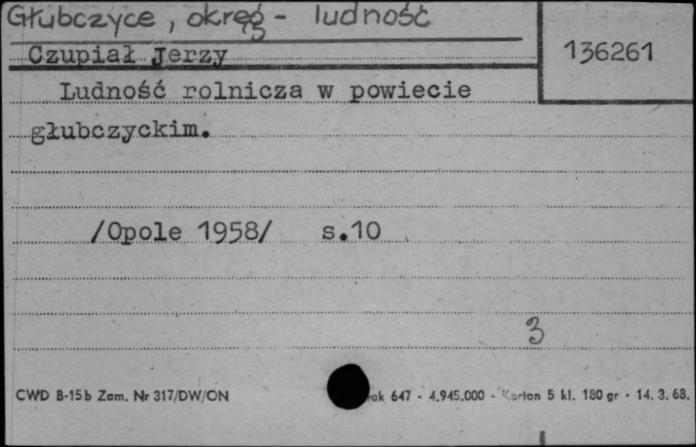 Głubczyce, okręg - ludność
Czupiał Jerzy
136261
Ludność rolnicza w powiecie
głubczyckim.
/Opole 1958/ s.10
3
CWD B-15b Zam. Nr 317/DW/ON 647 - 4.945.000 - Karton 5 kl. 180 gr - 14. 3. 68.